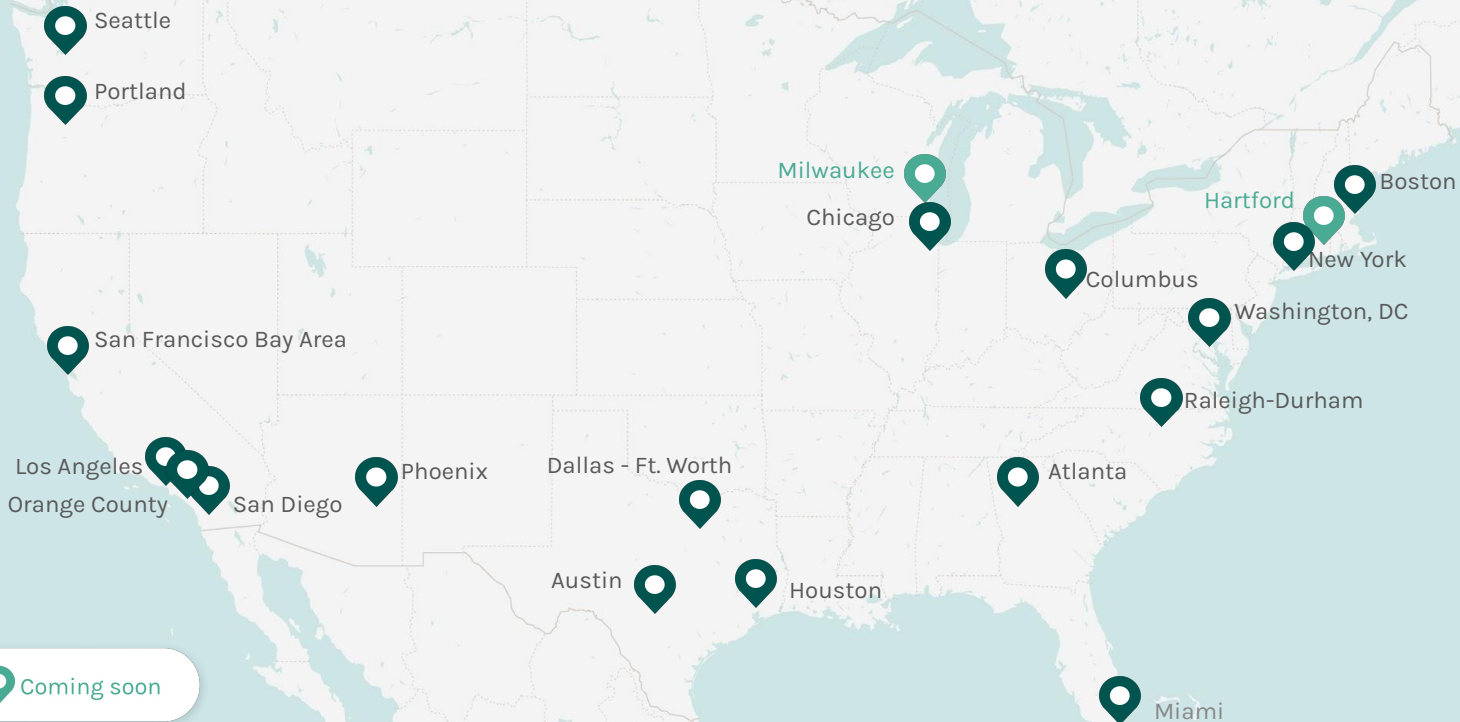 Seattle
Portland
Milwaukee
Chicago
Boston
Hartford
New York
Columbus
Washington, DC
San Francisco Bay Area
Raleigh-Durham
Los Angeles
Orange County
San Diego
Phoenix
Dallas - Ft. Worth
Atlanta
Austin
Houston
Coming soon
Miami